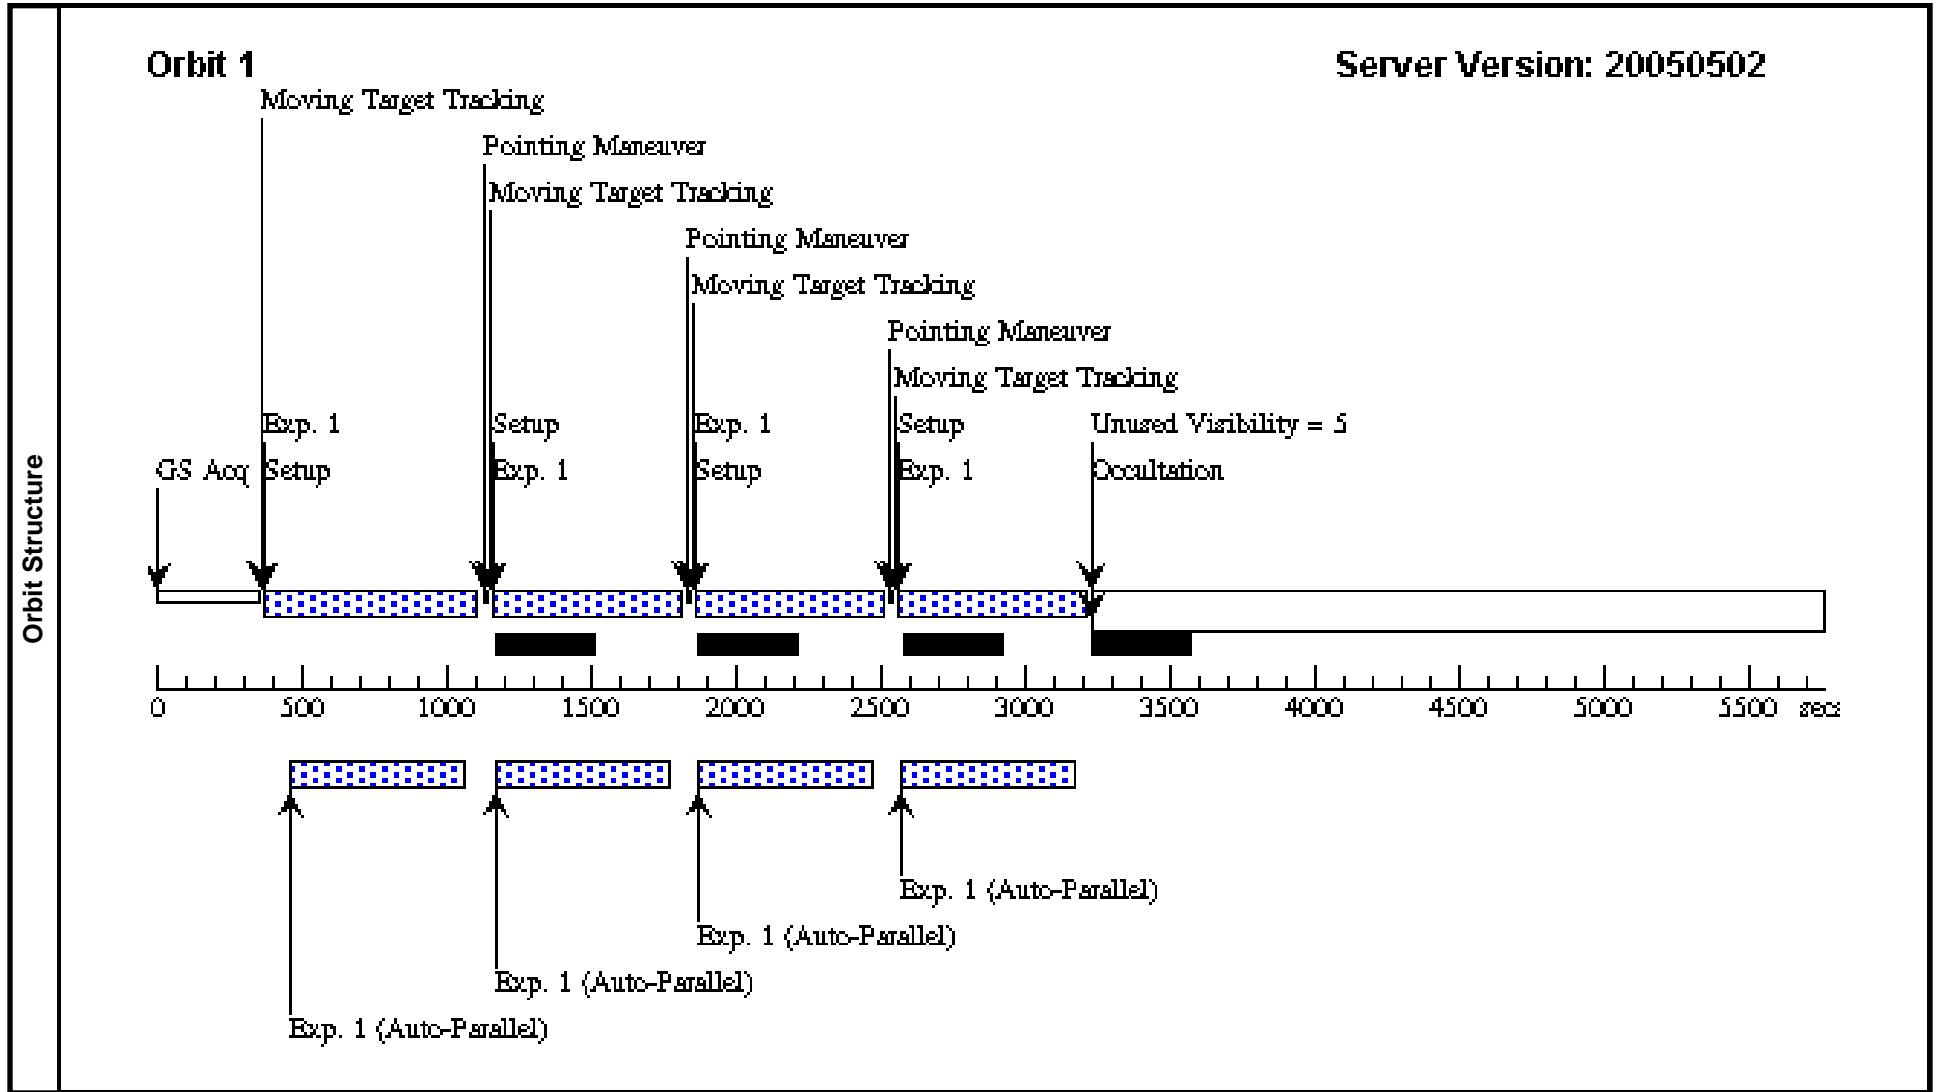 Orbit 1
Server Version: 20050502
Moving Target Tracking
Pointing Maneuver
Moving Target Tracking
Pointing Maneuver
Moving Target Tracking
Pointing Maneuver
Moving Target Tracking
Exp. 1
Setup
Exp. 1
Setup
Unused Visibility = 5
GS Acq
Setup
Exp. 1
Setup
Exp. 1
Occultation
Orbit Structure
0 500 1000 1500 2000 2500 3000 3500 4000 4500 5000 5500 secs
Exp. 1 (Auto-Parallel)
Exp. 1 (Auto-Parallel)
Exp. 1 (Auto-Parallel)
Exp. 1 (Auto-Parallel)